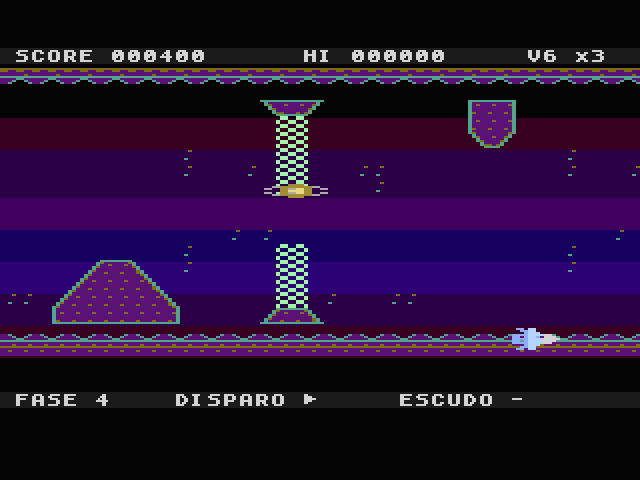 SCORE 000400 HI 000000 V6 x3
FASE 4 DISPARO ► ESCUDO -